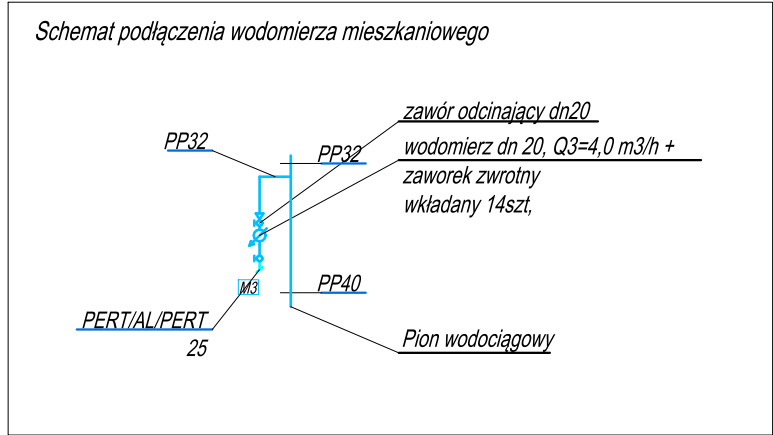 Schemat podłączenia wodomierza mieszkaniowego
zawór odcinający dn20
PP32
PP32
wodomierz dn 20, Q3=4,0 m3/h +
zaworek zwrotny
wkładany 14szt,
M3
PP40
PERT/AL/PERT
25
Pion wodociągowy